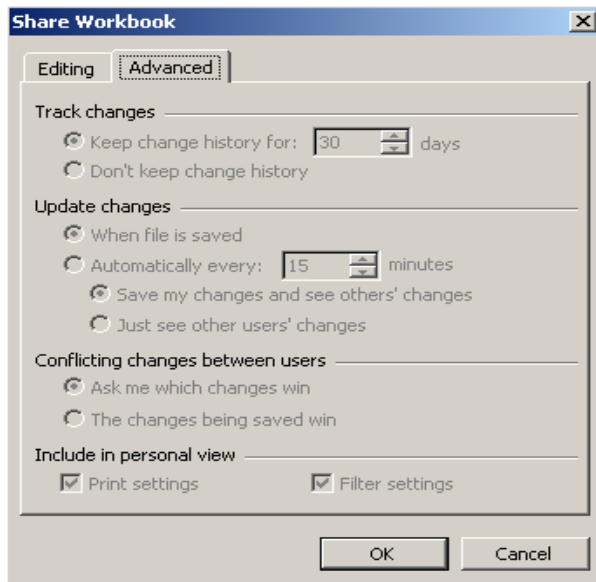 Share Workbook
Editing Advanced
Track changes
Keep change history for: 30 days
Don't keep change history
Update changes
When file is saved
Automatically every: 15 minutes
Save my changes and see others' changes
Just see other users' changes
Conflicting changes between users
Ask me which changes win
The changes being saved win
Include in personal view
Print settings Filter settings
OK Cancel